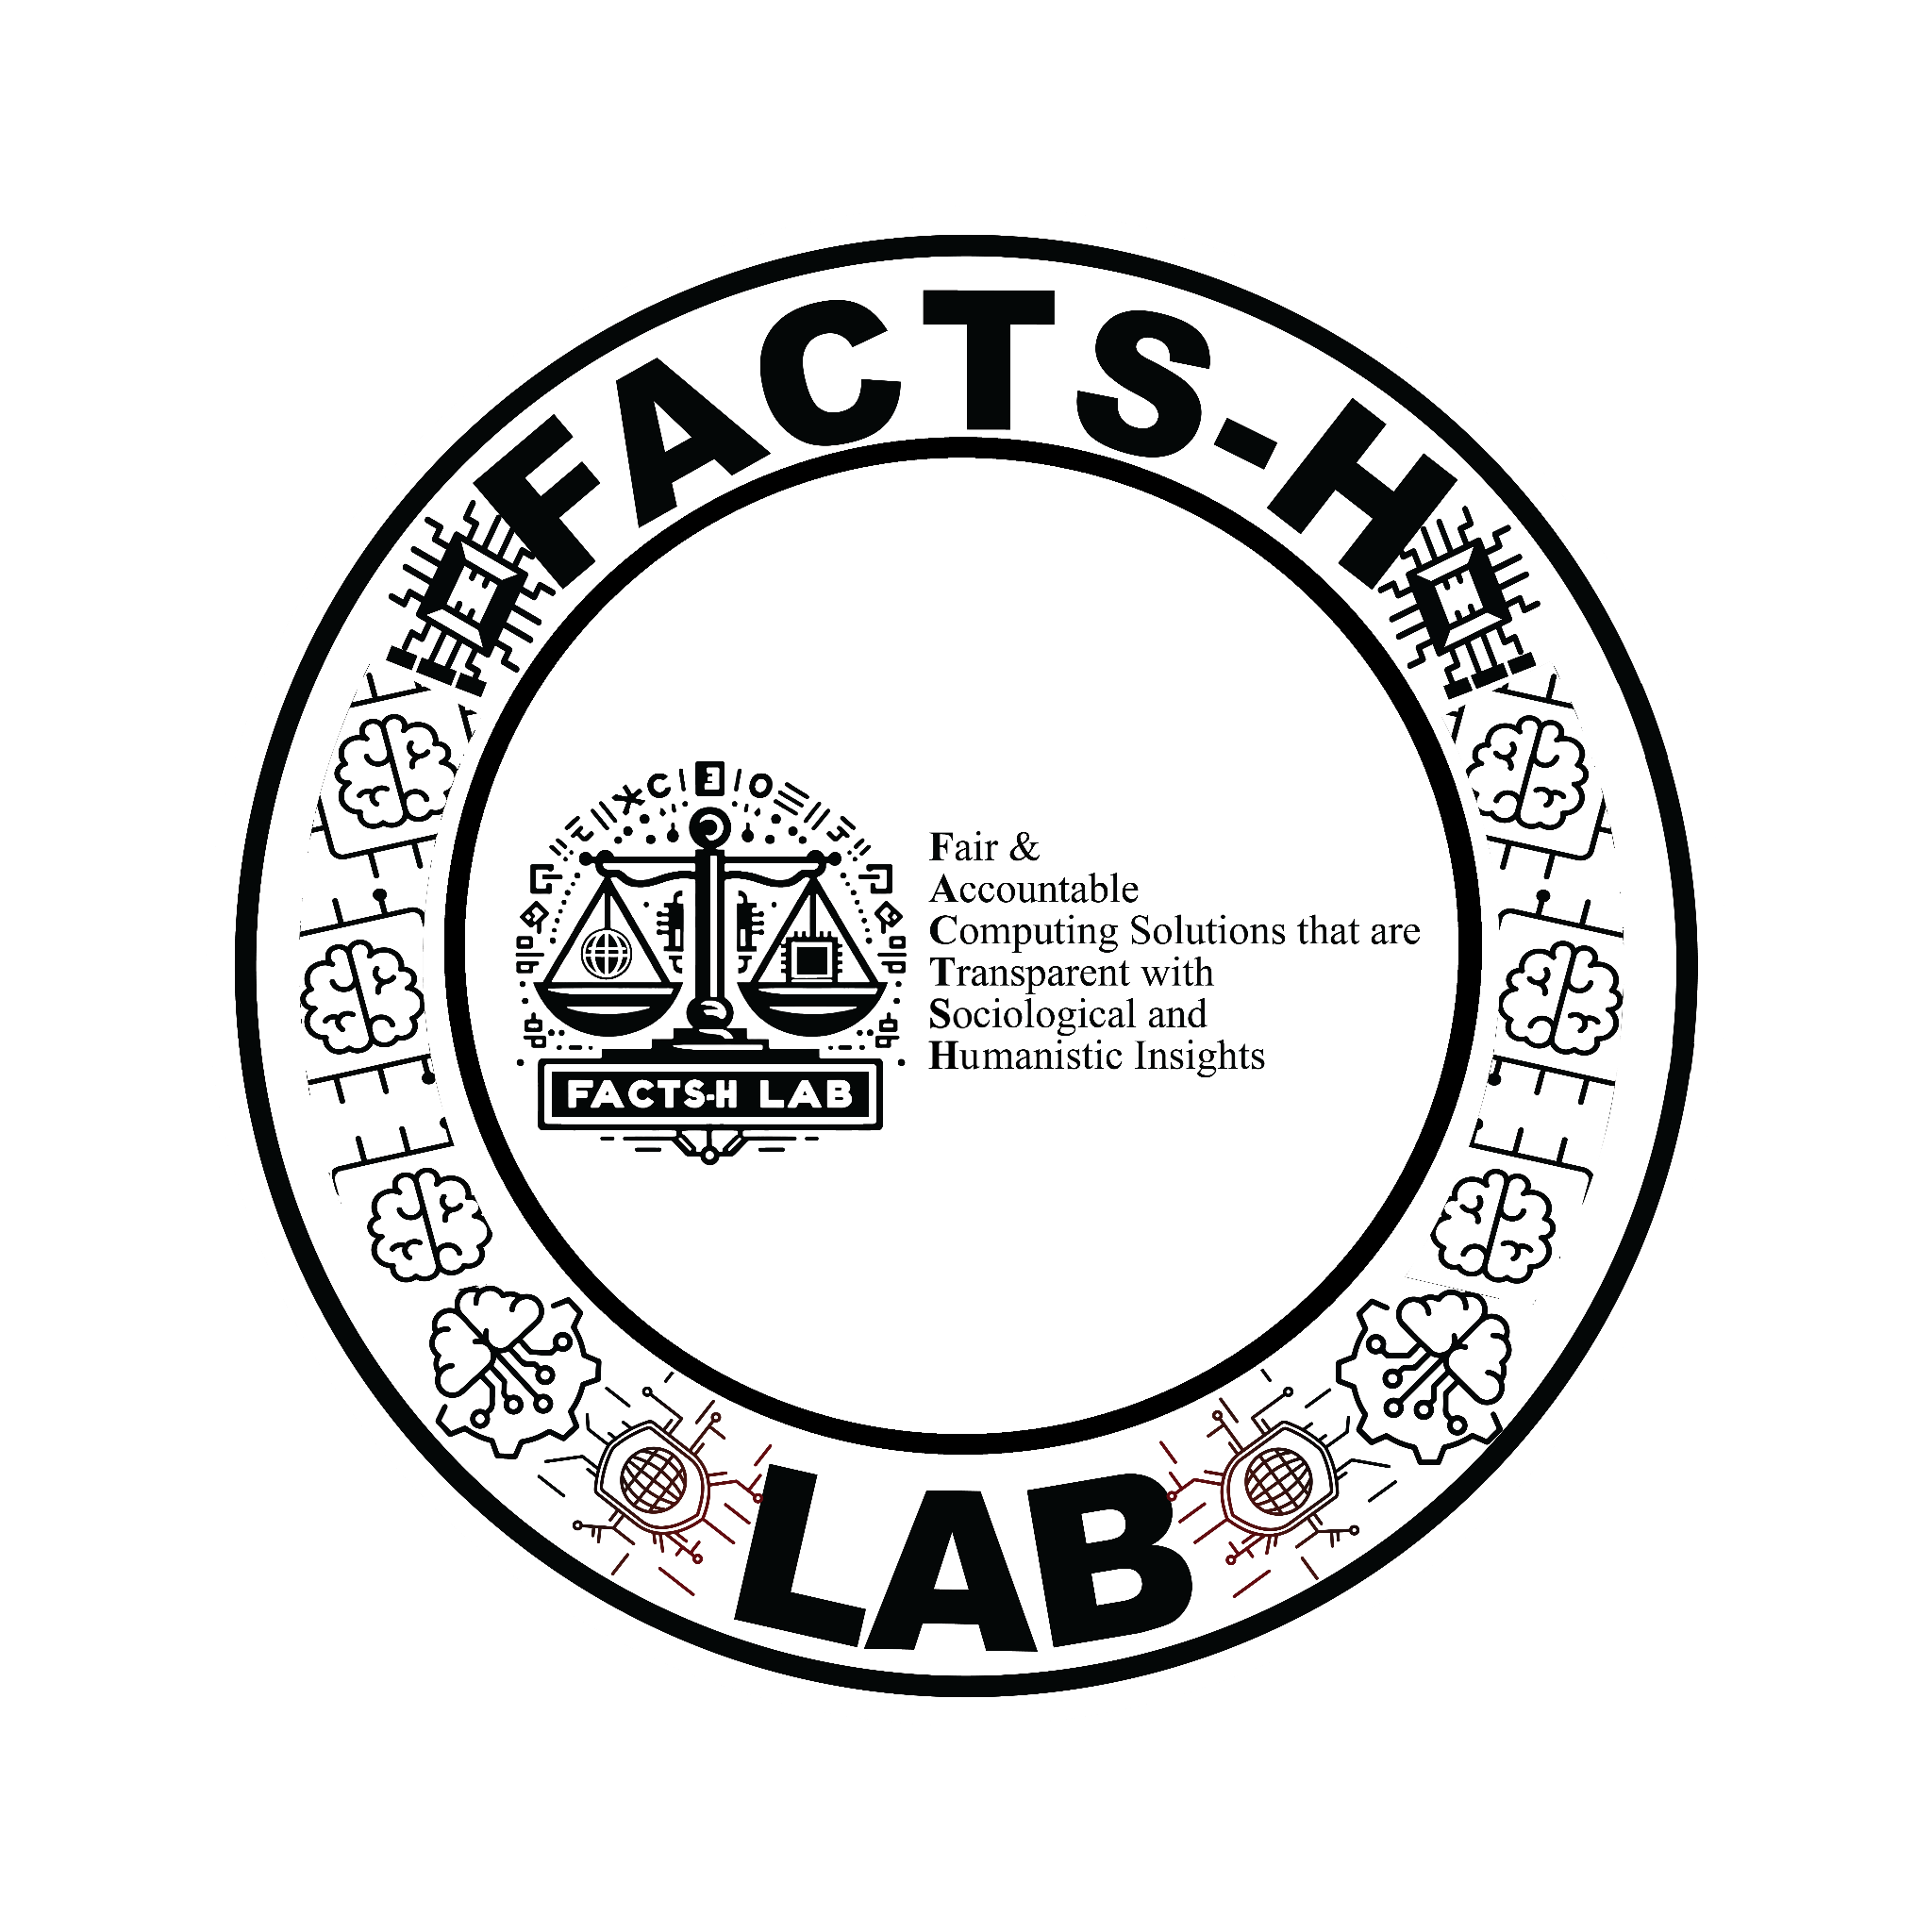 FACTS-H
Fair &
Accountable
Computing Solutions that are
Transparent with
Sociological and
Humanistic Insights
FACTS-H LAB
LAB